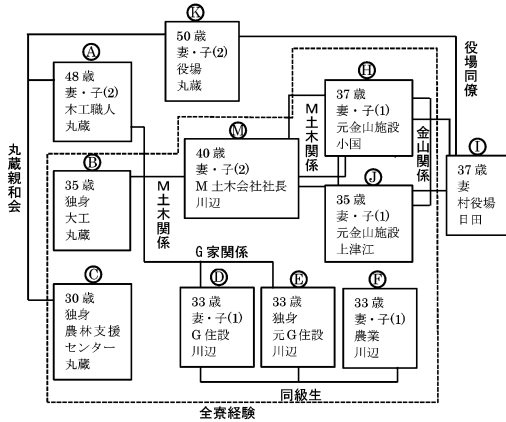 Ⓚ
50歳
妻・子(2)
役場
丸蔵
Ⓐ
48歳
妻・子(2)
木工職人
丸蔵
Ⓗ
37歳
妻・子(1)
元金山施設
小国
役場同僚
Ⓜ
40歳
妻・子(2)
M土木会社社長
川辺
M土木関係
金山関係
Ⓘ
37歳
妻
村役場
日田
丸蔵親和会
Ⓑ
35歳
独身
大工
丸蔵
M土木関係
Ⓙ
35歳
妻・子(1)
元金山施設
上津江
Ⓒ
30歳
独身
農林支援
センター
丸蔵
G家関係
Ⓓ
33歳
妻・子(1)
G住設
川辺
Ⓔ
33歳
独身
元G住設
川辺
Ⓕ
33歳
妻・子(1)
農業
川辺
同級生
全寮経験